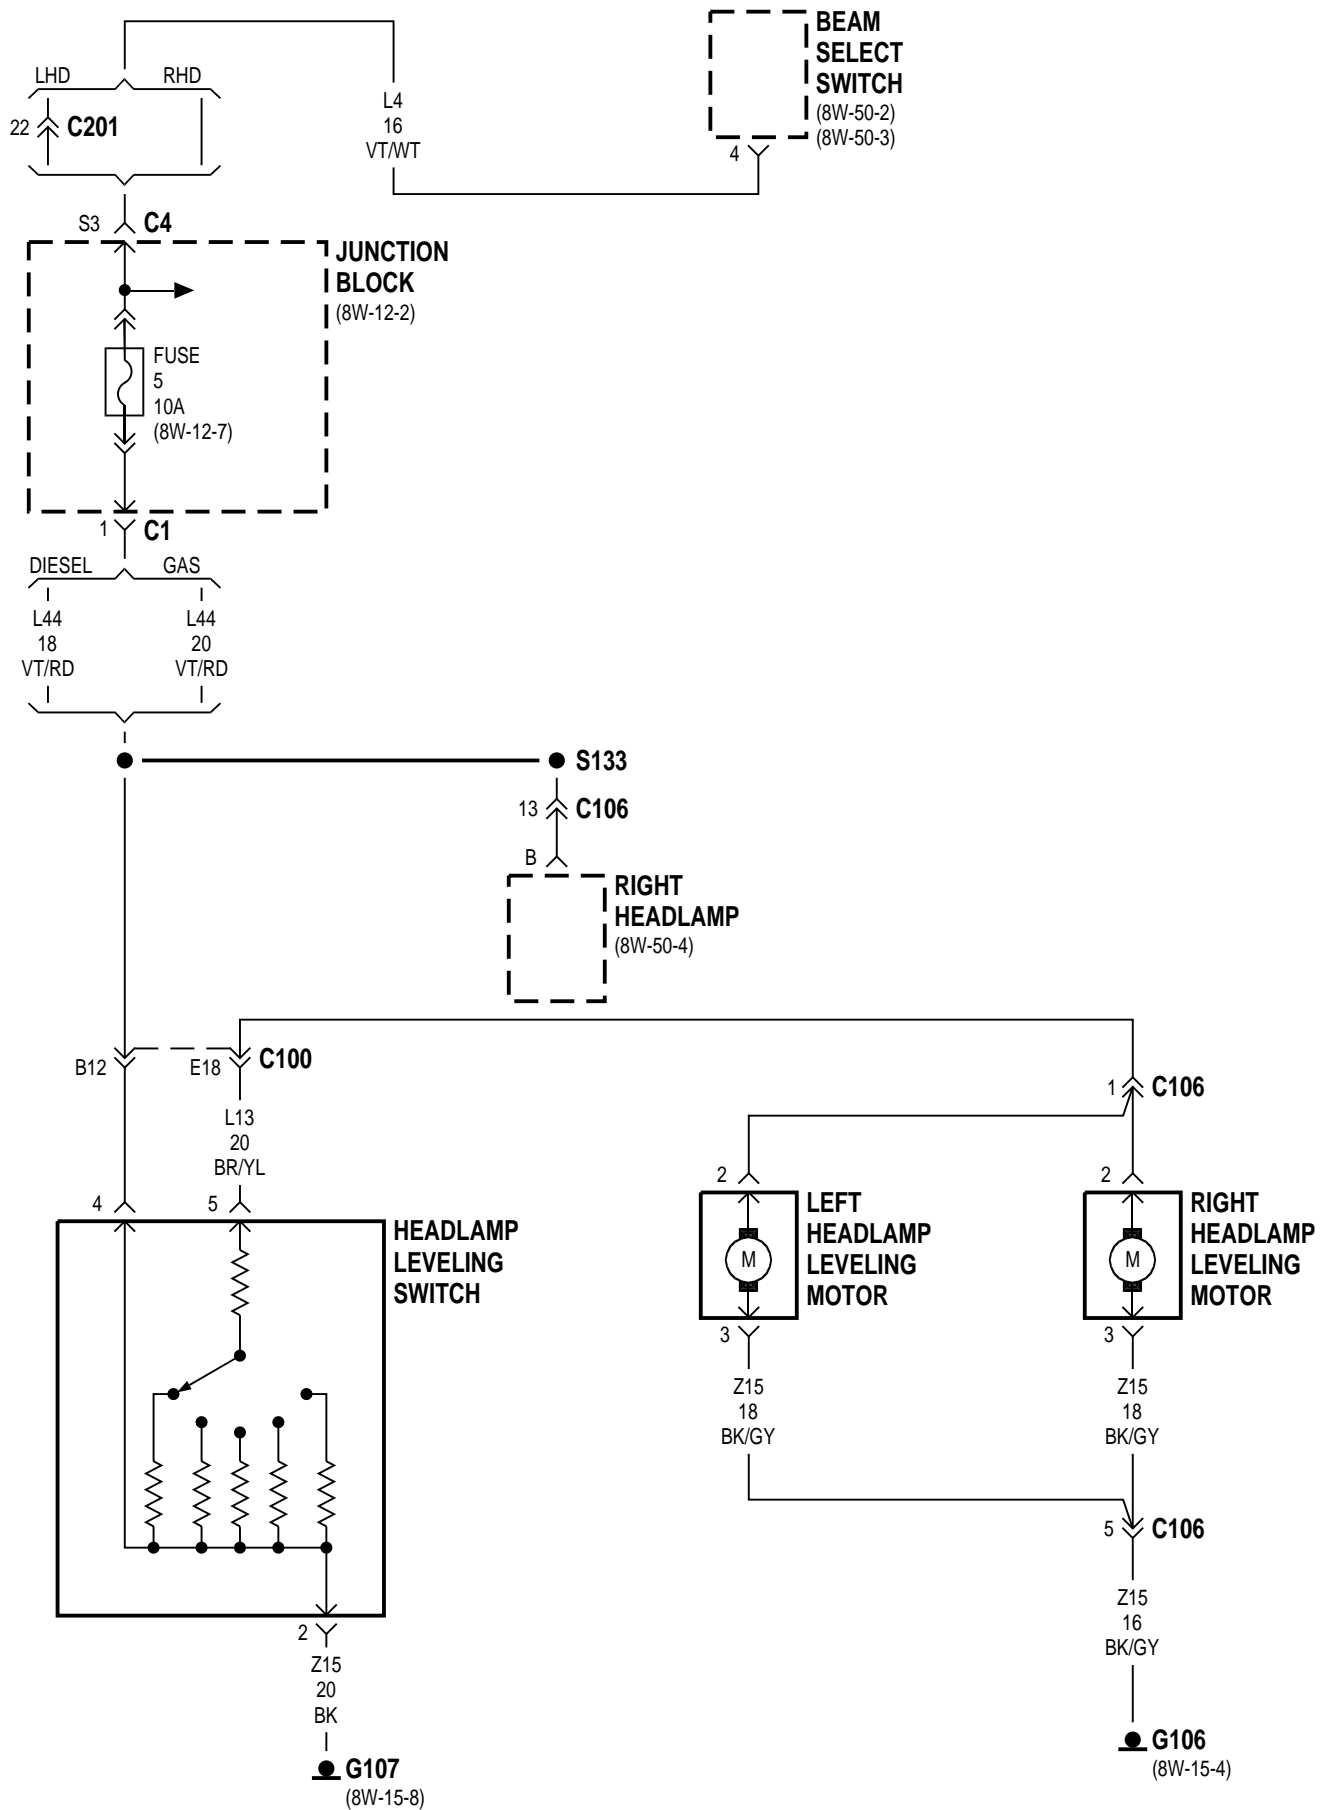 BEAM
SELECT
SWITCH
(8W-50-2)
(8W-50-3)
4
LHD
RHD
22
C201
L4
16
VT/WT
S3
C4
JUNCTION
BLOCK
(8W-12-2)
FUSE
5
10A
(8W-12-7)
1
C1
DIESEL
GAS
L44
18
VT/RD
L44
20
VT/RD
S133
13
C106
B
RIGHT
HEADLAMP
(8W-50-4)
B12
E18
C100
L13
20
BR/YL
1
C106
4
5
HEADLAMP
LEVELING
SWITCH
2
LEFT
HEADLAMP
LEVELING
MOTOR
M
3
2
RIGHT
HEADLAMP
LEVELING
MOTOR
M
3
Z15
18
BK/GY
Z15
18
BK/GY
5
C106
Z15
16
BK/GY
G106
(8W-15-4)
2
Z15
20
BK
G107
(8W-15-8)